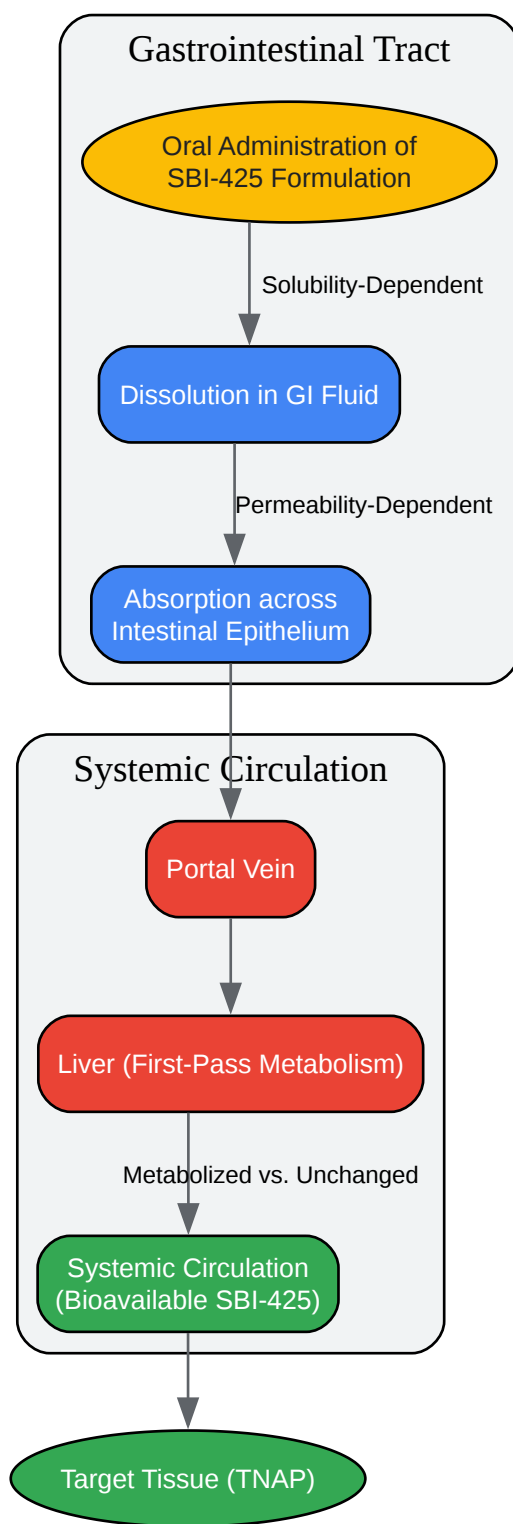 Gastrointestinal Tract
Oral Administration of
SBI-425 Formulation
Solubility-Dependent
Dissolution in GI Fluid
Permeability-Dependent
Absorption across
Intestinal Epithelium
Systemic Circulation
Portal Vein
Liver (First-Pass Metabolism)
Metabolized vs. Unchanged
Systemic Circulation
(Bioavailable SBI-425)
Target Tissue (TNAP)